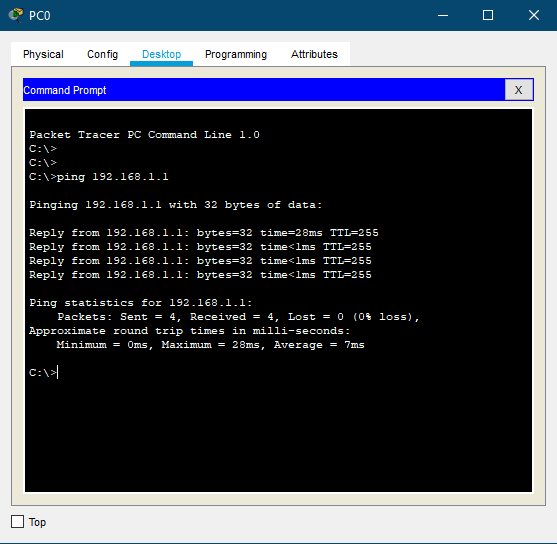 PC0
Physical Config Desktop Programming Attributes
Command Prompt X
Packet Tracer PC Command Line 1.0
C:\>
C:\>
C:\>ping 192.168.1.1
Pinging 192.168.1.1 with 32 bytes of data:
Reply from 192.168.1.1: bytes=32 time=28ms TTL=255
Reply from 192.168.1.1: bytes=32 time<1ms TTL=255
Reply from 192.168.1.1: bytes=32 time<1ms TTL=255
Reply from 192.168.1.1: bytes=32 time<1ms TTL=255
Ping statistics for 192.168.1.1:
Packets: Sent = 4, Received = 4, Lost = 0 (0% loss),
Approximate round trip times in milli-seconds:
Minimum = 0ms, Maximum = 28ms, Average = 7ms
C:\>
Top